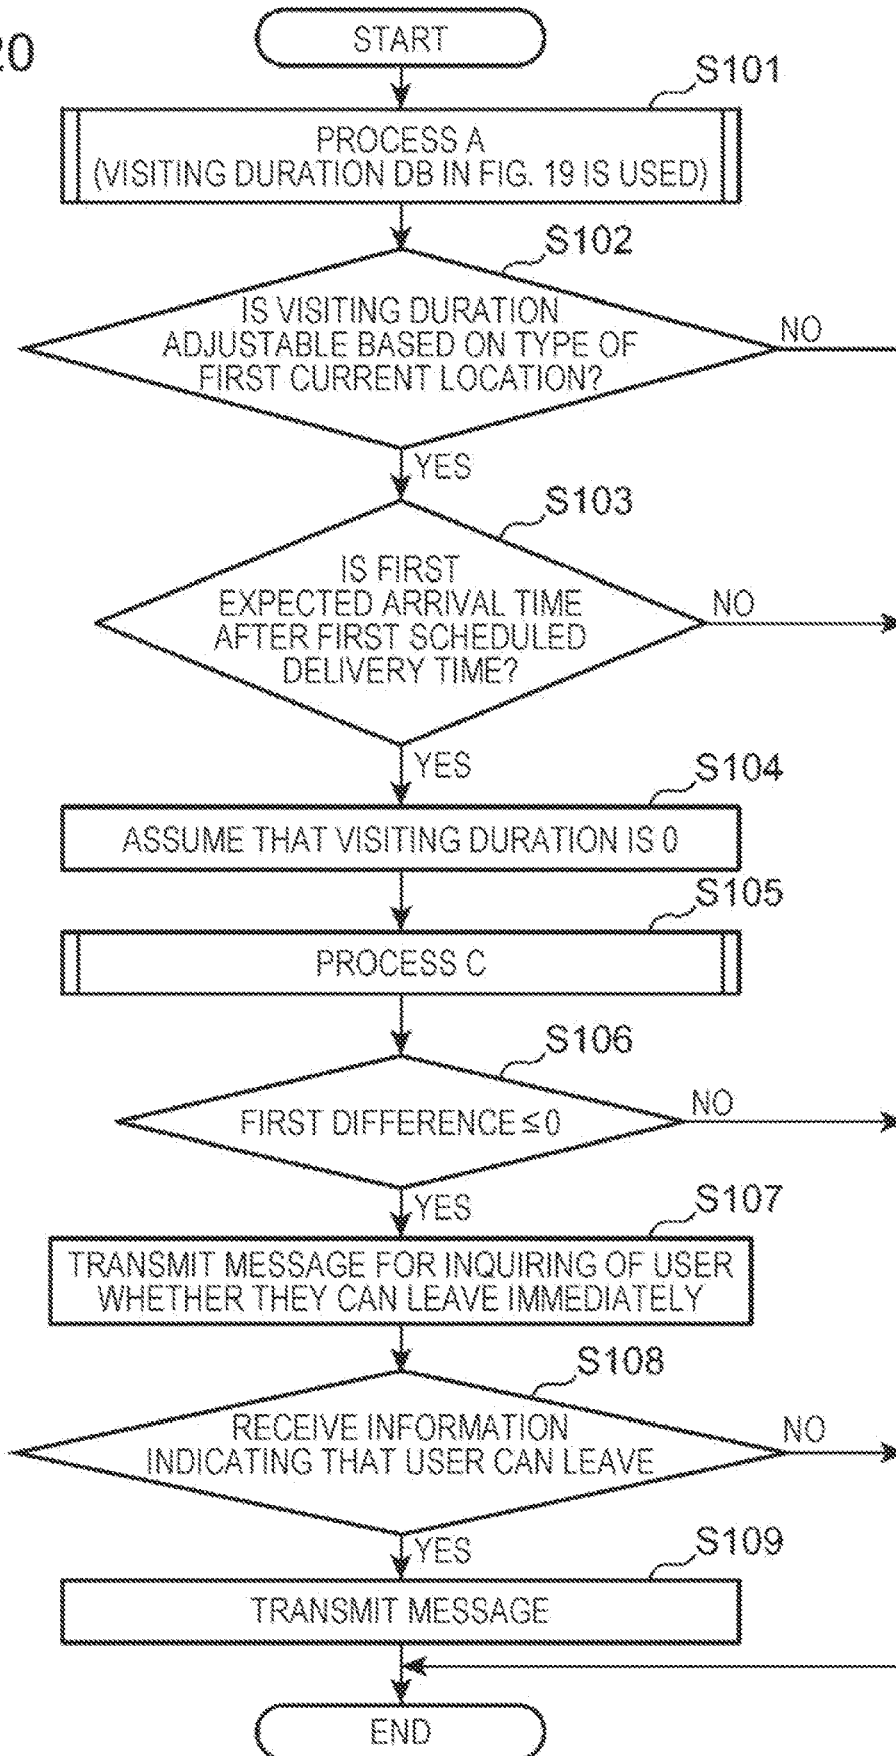 20
START
S101
PROCESS A
(VISITING DURATION DB IN FIG. 19 IS USED)
S102
IS VISITING DURATION
ADJUSTABLE BASED ON TYPE OF
FIRST CURRENT LOCATION?
NO
YES
S103
IS FIRST
EXPECTED ARRIVAL TIME
AFTER FIRST SCHEDULED
DELIVERY TIME?
NO
YES
S104
ASSUME THAT VISITING DURATION IS 0
S105
PROCESS C
S106
FIRST DIFFERENCE ≤ 0
NO
YES
S107
TRANSMIT MESSAGE FOR INQUIRING OF USER
WHETHER THEY CAN LEAVE IMMEDIATELY
S108
RECEIVE INFORMATION
INDICATING THAT USER CAN LEAVE
NO
YES
S109
TRANSMIT MESSAGE
END